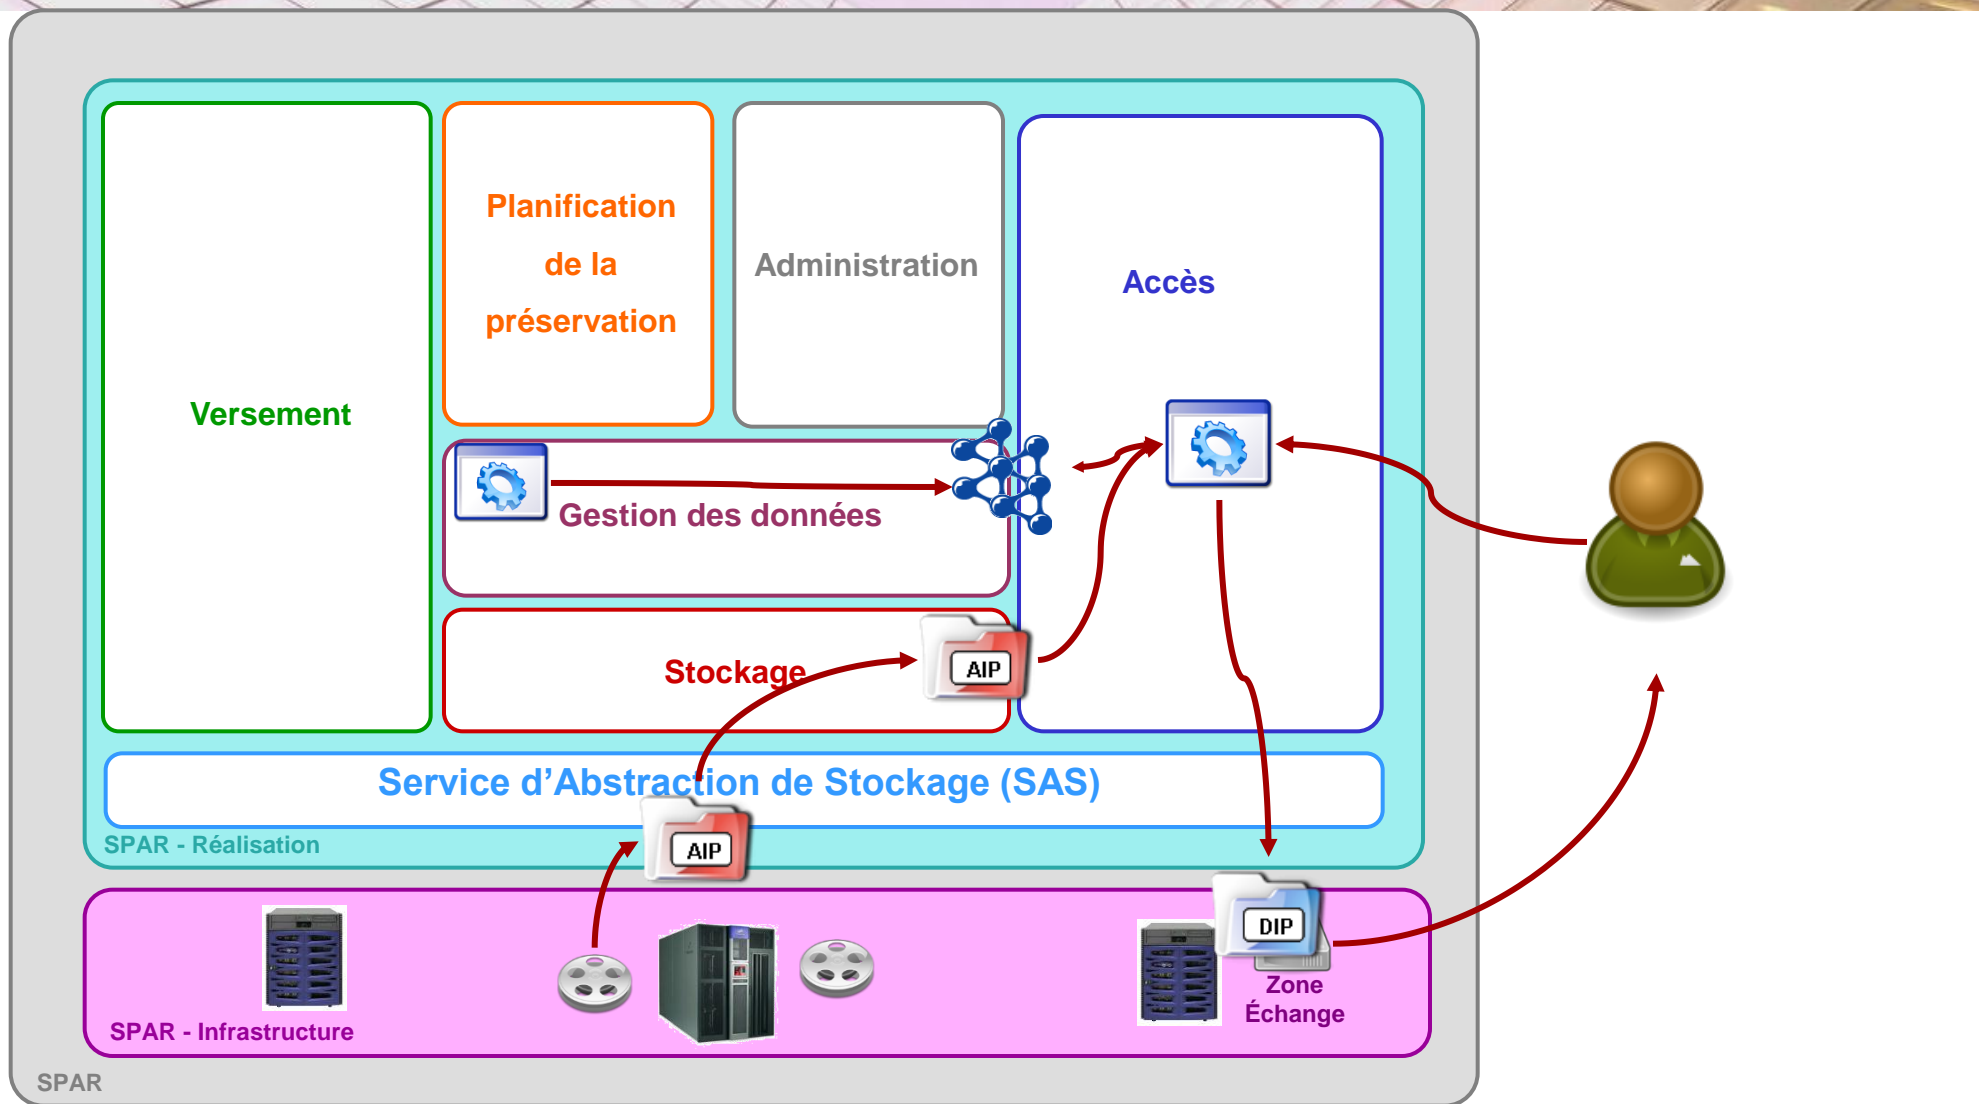 Planification
de la
préservation
Administration
Accès
Versement
Gestion des données
Stockage
AIP
Service d’Abstraction de Stockage (SAS)
AIP
SPAR - Réalisation
DIP
Zone
Échange
SPAR - Infrastructure
SPAR